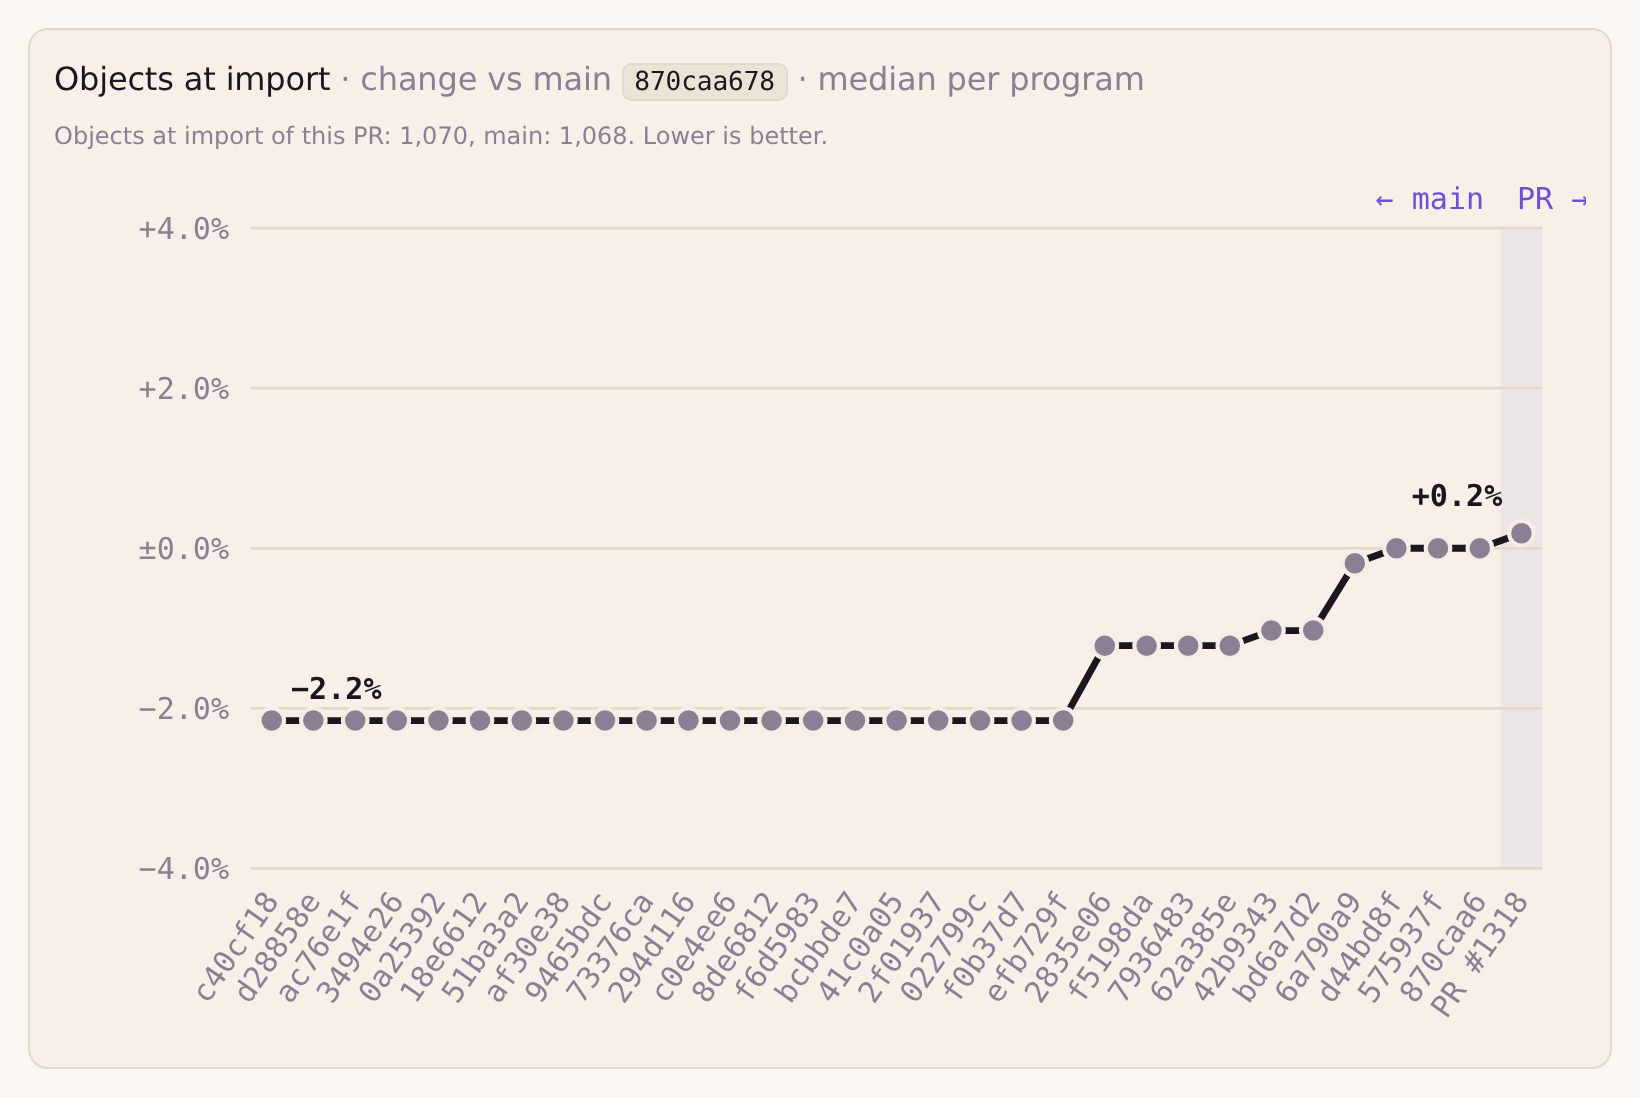 Objects at import · change vs main 870caa678 · median per program
Objects at import of this PR: 1,070, main: 1,068. Lower is better.
← main PR →
+4.0%
+2.0%
±0.0%
−2.0%
−4.0%
+0.2%
−2.2%
c40cf18
d28858e
ac76e1f
3494e26
0a25392
18e6612
51ba3a2
af30e38
9465bdc
73376ca
294d116
c0e4ee6
8de6812
f6d5983
bcbbde7
41c0a05
2f01937
022799c
f0b37d7
efb729f
2835e06
f5198da
7936483
62a385e
42b9343
bd6a7d2
6a790a9
d44bd8f
575937f
870caa6
PR #1318